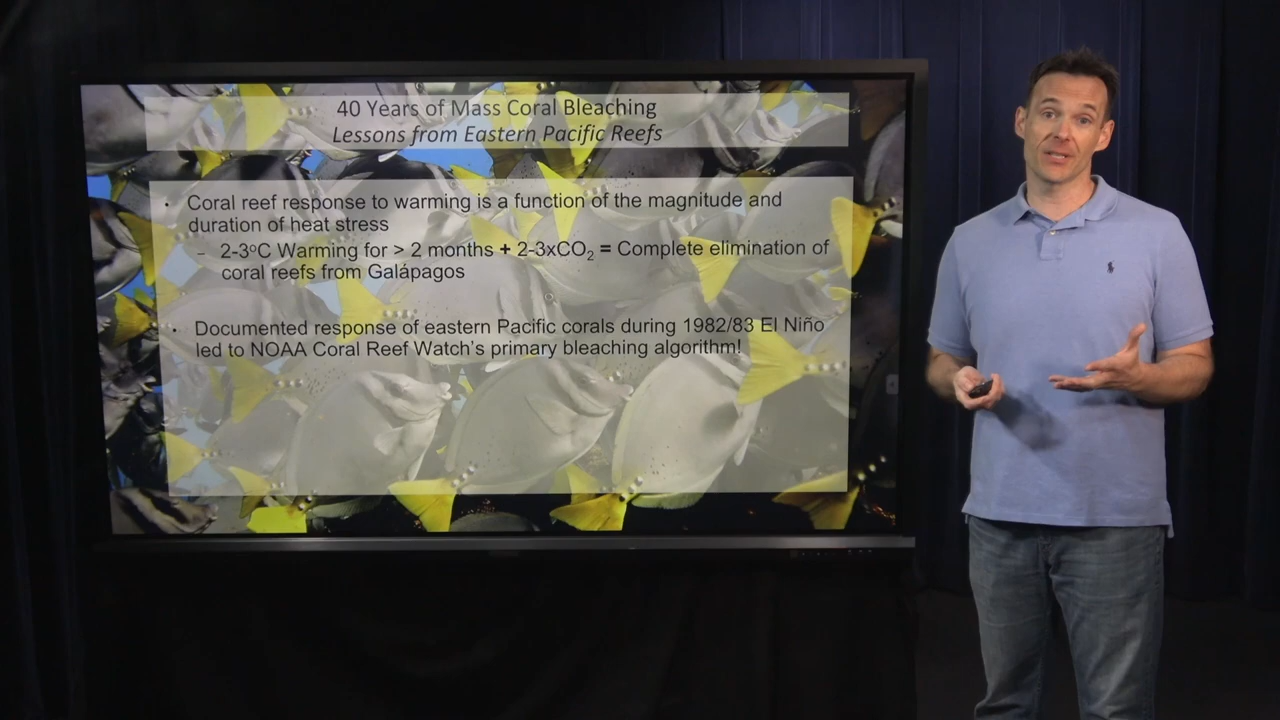 40 Years of Mass Coral Bleaching
Lessons from Eastern Pacific Reefs
• Coral reef response to warming is a function of the magnitude and
duration of heat stress
– 2-3ºC Warming for > 2 months + 2-3xCO₂ = Complete elimination of
coral reefs from Galápagos
• Documented response of eastern Pacific corals during 1982/83 El Niño
led to NOAA Coral Reef Watch's primary bleaching algorithm!